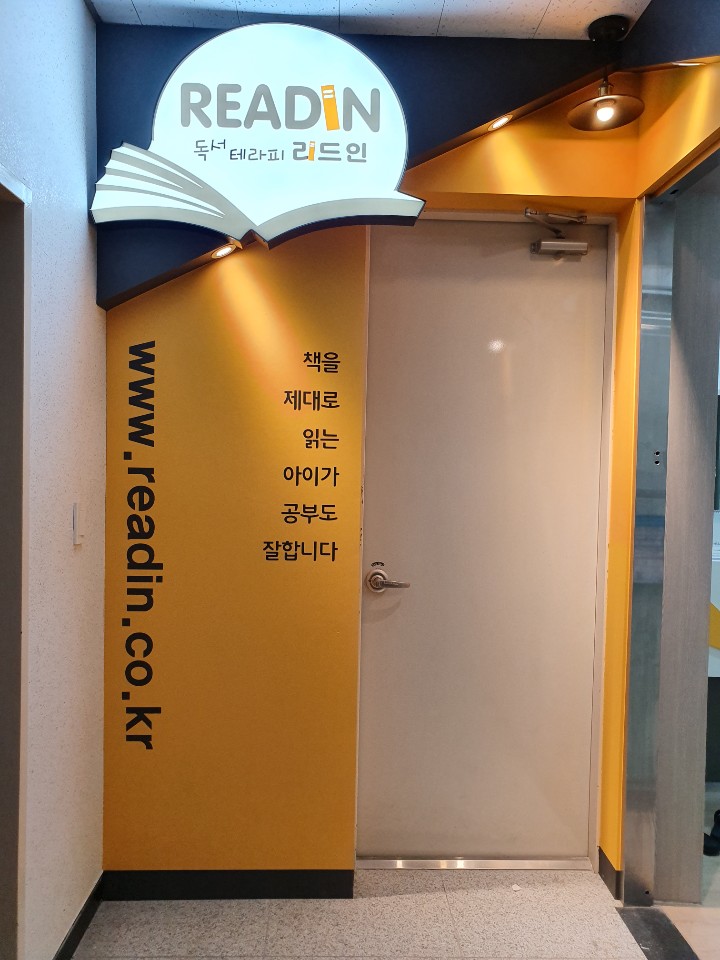 READiN
독서 테라피 리드인
www.readin.co.kr
책을
제대로
읽는
아이가
공부도
잘합니다